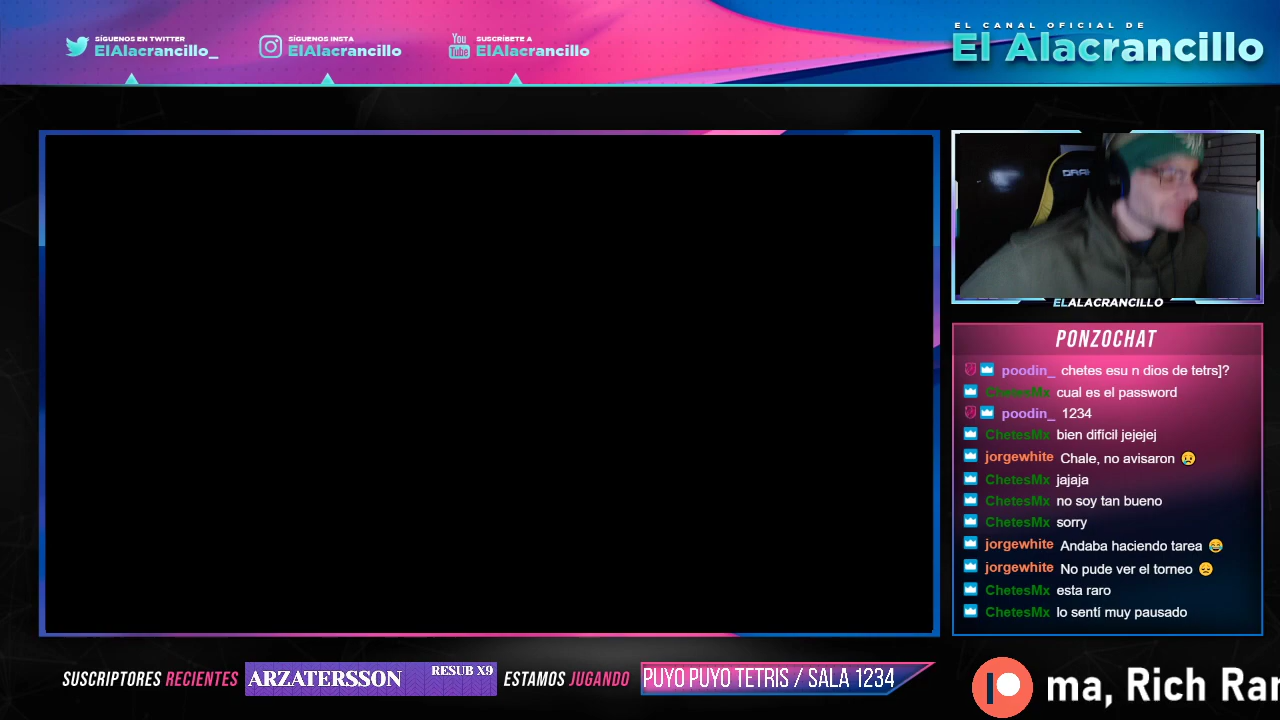 SÍGUENOS EN TWITTER
ElAlacrancillo_
SÍGUENOS INSTA
ElAlacrancillo
You
Tube
SUSCRÍBETE A
ElAlacrancillo
EL CANAL OFICIAL DE
El Alacrancillo
ELALACRANCILLO
PONZOCHAT
poodin_ chetes esu n dios de tetrs]?
ChetesMx cual es el password
poodin_ 1234
ChetesMx bien difícil jejejej
jorgewhite Chale, no avisaron 😢
ChetesMx jajaja
ChetesMx no soy tan bueno
ChetesMx sorry
jorgewhite Andaba haciendo tarea 😂
jorgewhite No pude ver el torneo 😞
ChetesMx esta raro
ChetesMx lo sentí muy pausado
SUSCRIPTORES RECIENTES
ARZATERSSON
RESUB X9
ESTAMOS JUGANDO
PUYO PUYO TETRIS / SALA 1234
ma, Rich Ran